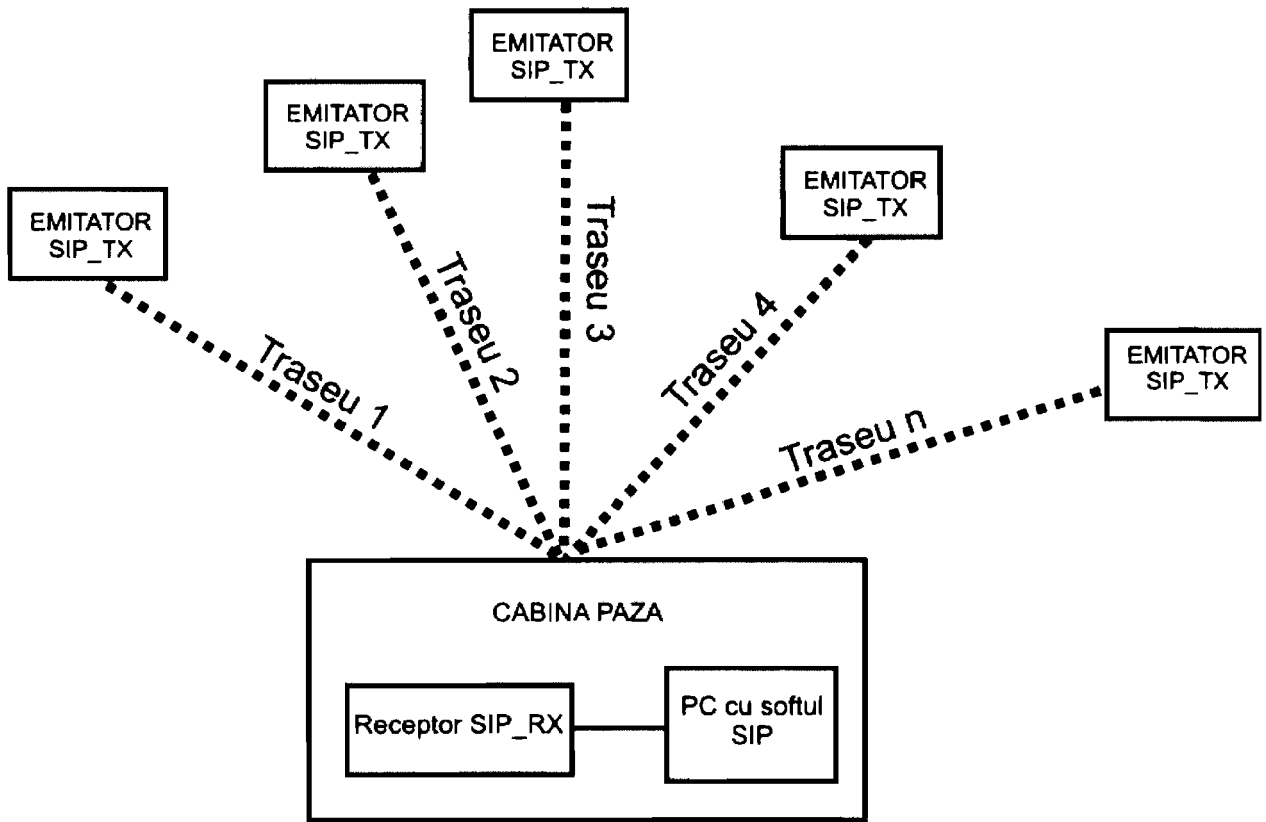 EMITATOR
SIP_TX
EMITATOR
SIP_TX
EMITATOR
SIP_TX
EMITATOR
SIP_TX
EMITATOR
SIP_TX
Traseu 1
Traseu 2
Traseu 3
Traseu 4
Traseu n
CABINA PAZA
Receptor SIP_RX
PC cu softul
SIP